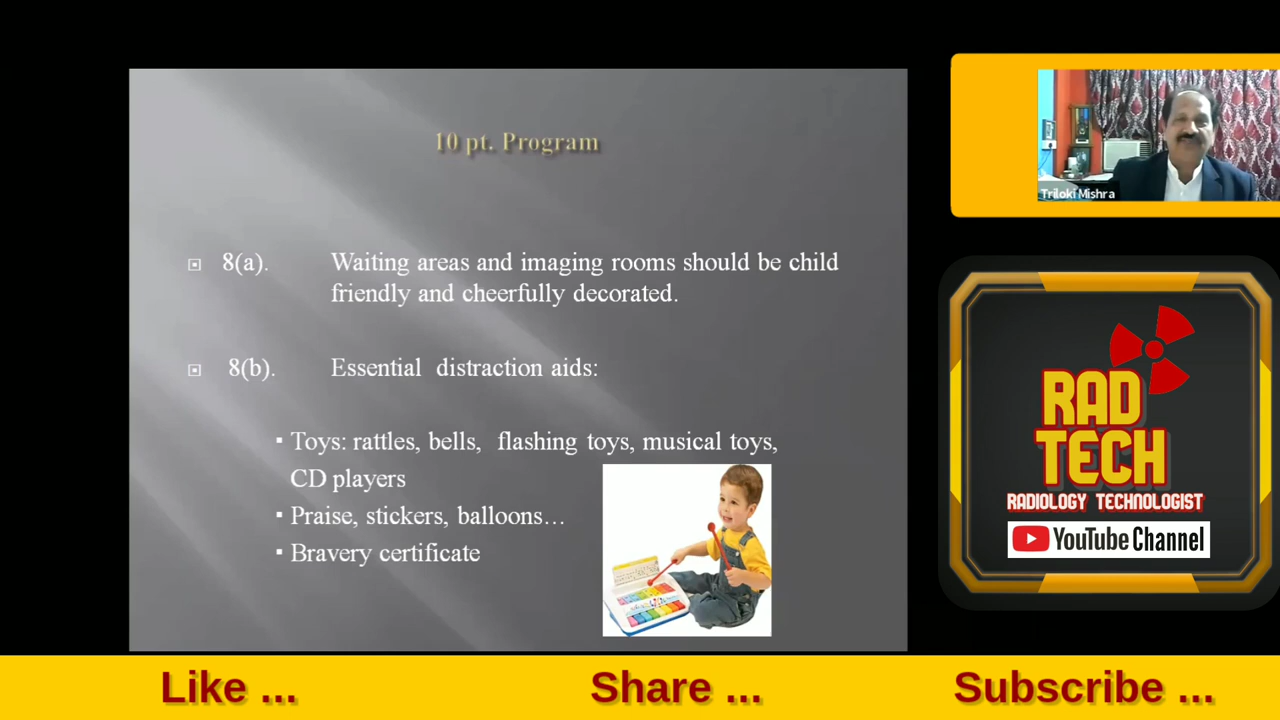 10 pt. Program
8(a). Waiting areas and imaging rooms should be child
friendly and cheerfully decorated.
8(b). Essential distraction aids:
Toys: rattles, bells, flashing toys, musical toys,
CD players
Praise, stickers, balloons…
Bravery certificate
Triloki Mishra
RAD
TECH
RADIOLOGY TECHNOLOGIST
YouTube Channel
Like ... Share ... Subscribe ...